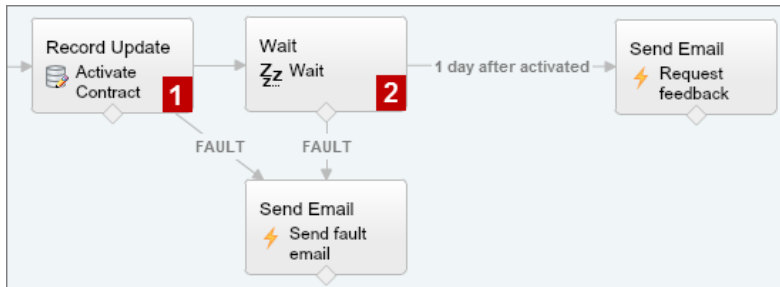 Record Update
Activate
Contract
1
Wait
Zzz... Wait
2
1 day after activated
Send Email
Request
feedback
FAULT
FAULT
Send Email
Send fault
email